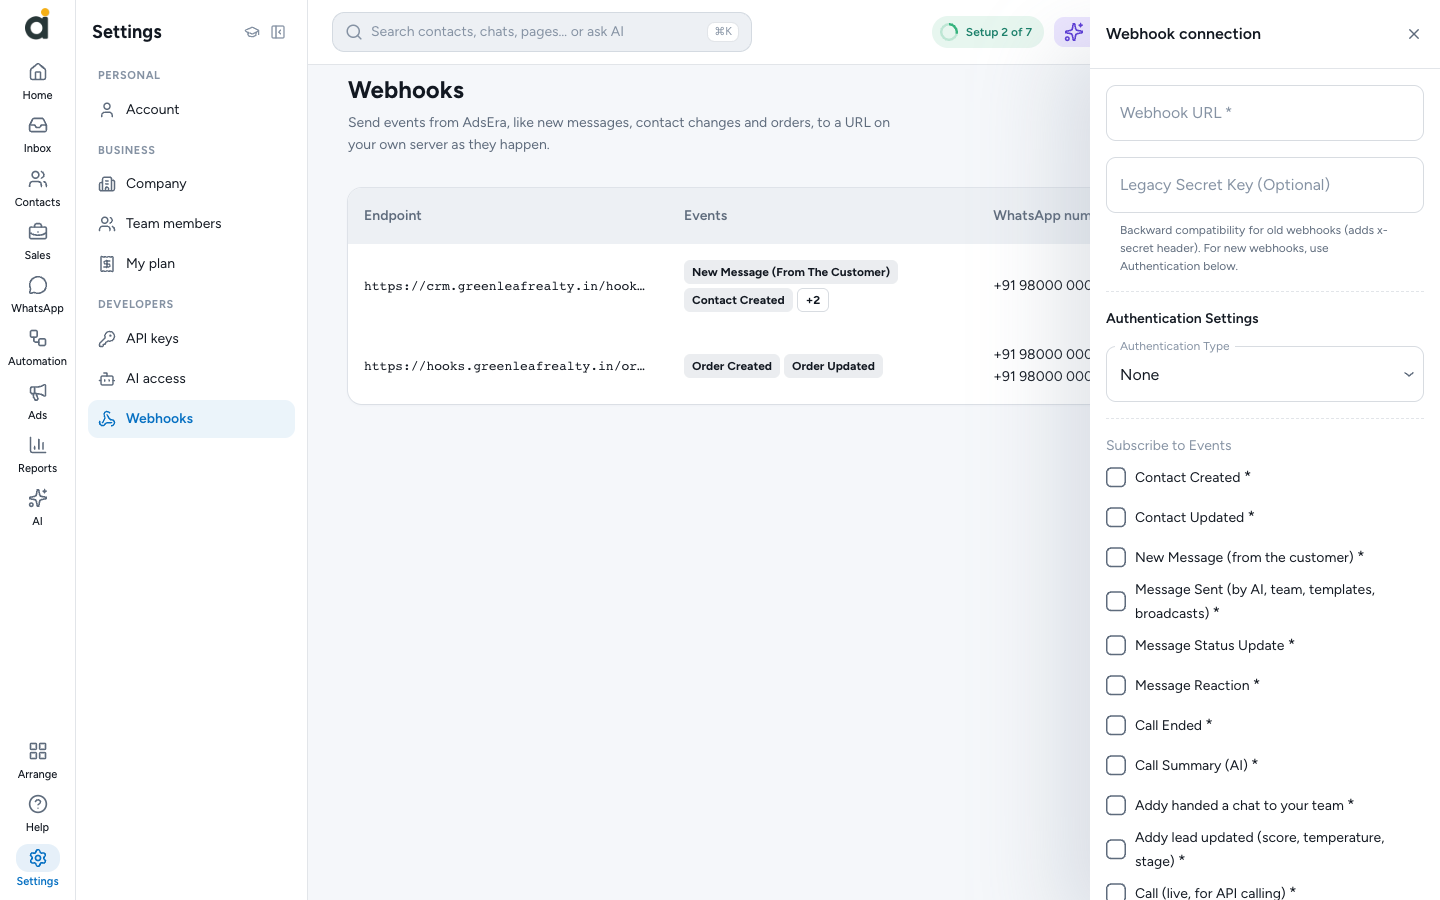 Home
Inbox
Contacts
Sales
WhatsApp
Automation
Ads
Reports
AI
Arrange
Help
Settings
Settings
PERSONAL
Account
BUSINESS
Company
Team members
My plan
DEVELOPERS
API keys
AI access
Webhooks
Search contacts, chats, pages... or ask AI
⌘K
Setup 2 of 7
Webhooks
Send events from AdsEra, like new messages, contact changes and orders, to a URL on
your own server as they happen.
Endpoint Events WhatsApp num
https://crm.greenleafrealty.in/hook…
New Message (From The Customer)
Contact Created +2
+91 98000 000
https://hooks.greenleafrealty.in/or…
Order Created Order Updated
+91 98000 000
+91 98000 000
Webhook connection
Webhook URL *
Legacy Secret Key (Optional)
Backward compatibility for old webhooks (adds x-
secret header). For new webhooks, use
Authentication below.
Authentication Settings
Authentication Type
None
Subscribe to Events
Contact Created *
Contact Updated *
New Message (from the customer) *
Message Sent (by AI, team, templates,
broadcasts) *
Message Status Update *
Message Reaction *
Call Ended *
Call Summary (AI) *
Addy handed a chat to your team *
Addy lead updated (score, temperature,
stage) *
Call (live, for API calling) *